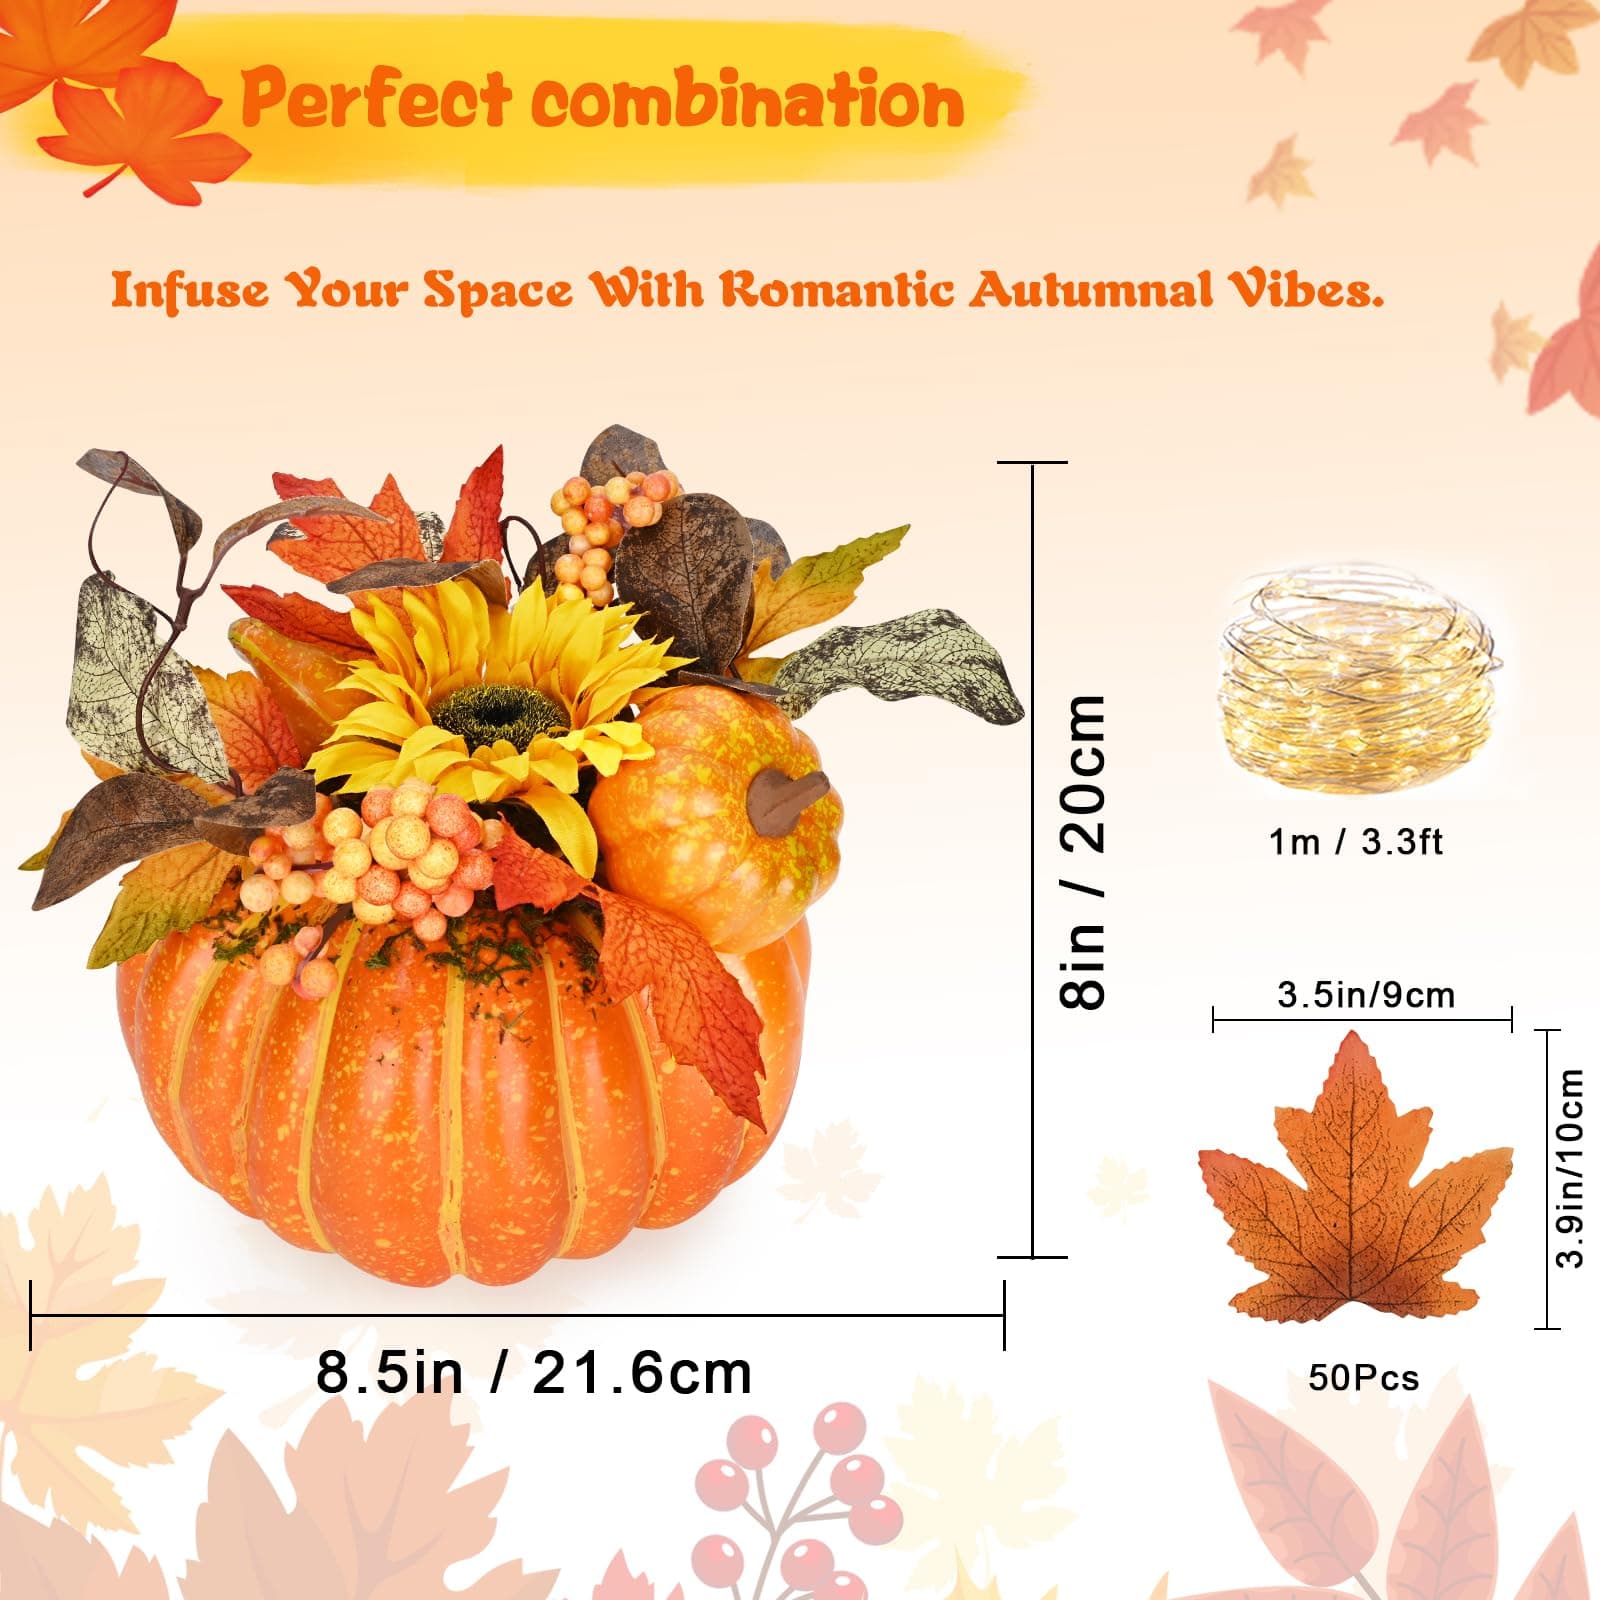 Perfect combination
Infuse Your Space With Romantic Autumnal Vibes.
8in / 20cm
1m / 3.3ft
3.5in/9cm
3.9in/10cm
8.5in / 21.6cm
50Pcs